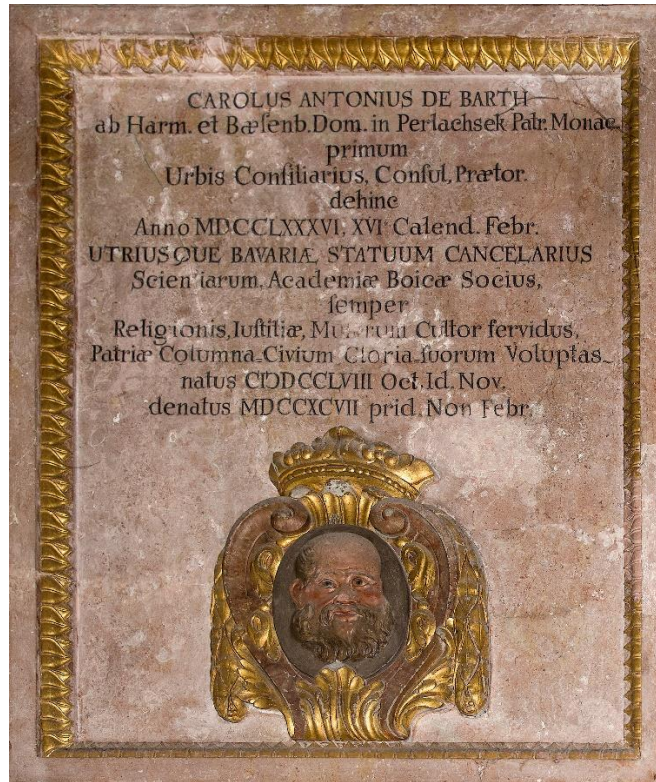 CAROLUS ANTONIUS DE BARTH
ab Harm. et Bæſenb. Dom. in Perlachsek Patr. Monac.
primum
Urbis Conſiliarius, Conſul, Prætor.
dehinc
Anno MDCCLXXXVI. XVI Calend. Febr.
UTRIUSQUE BAVARIÆ STATUUM CANCELARIUS
Scientiarum, Academiæ Boicæ Socius,
ſemper
Religionis, Iuſtitiæ, Muſarum Cultor fervidus,
Patriæ Columna Civium Gloria ſuorum Voluptas
natus CIƆDCCLVIII Oct. Id. Nov.
denatus MDCCXCVII prid. Non Febr.